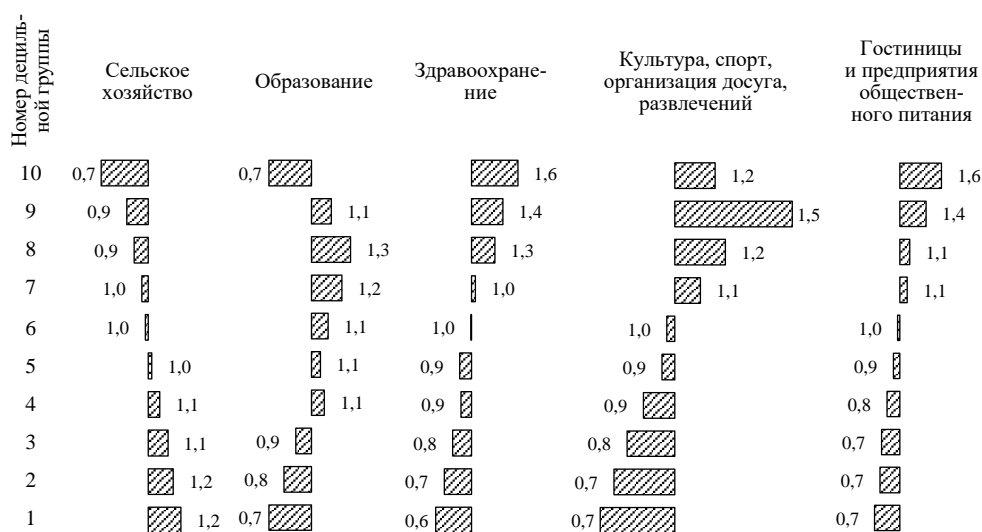 Номер дециль-
ной группы
Сельское
хозяйство
Образование
Здравоохране-
ние
Культура, спорт,
организация досуга,
развлечений
Гостиницы
и предприятия
обществен-
ного питания
10 0,7 0,7 1,6 1,2 1,6
9 0,9 1,1 1,4 1,5 1,4
8 0,9 1,3 1,3 1,2 1,1
7 1,0 1,2 1,0 1,1 1,1
6 1,0 1,1 1,0 1,0 1,0
5 1,0 1,1 0,9 0,9 0,9
4 1,1 1,1 0,9 0,9 0,8
3 1,1 0,9 0,8 0,8 0,7
2 1,2 0,8 0,7 0,7 0,7
1 1,2 0,7 0,6 0,7 0,7